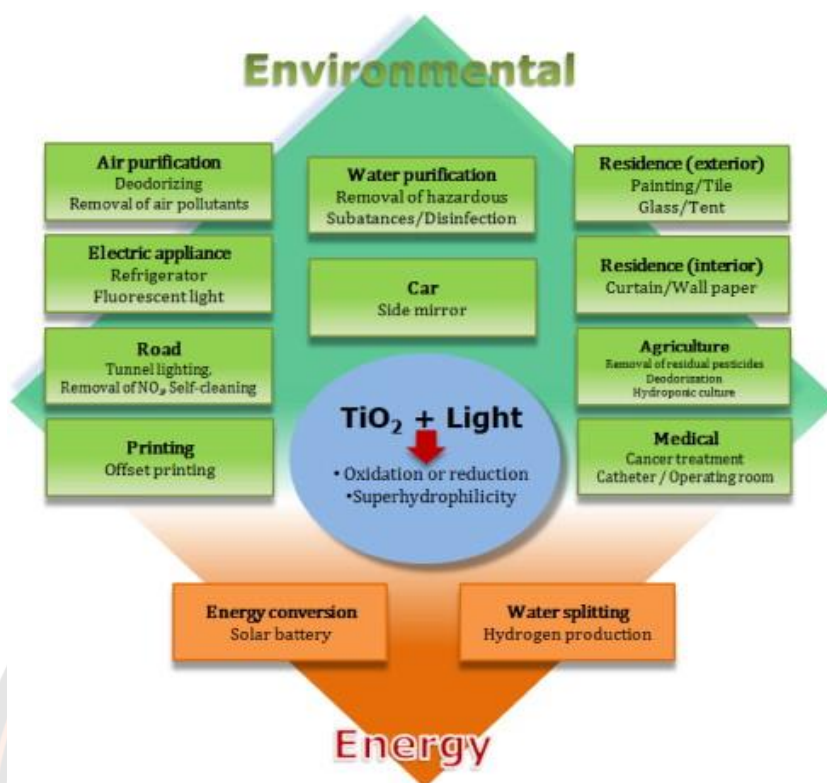 Environmental
Air purification
Deodorizing
Removal of air pollutants
Water purification
Removal of hazardous
Subatances/Disinfection
Residence (exterior)
Painting/Tile
Glass/Tent
Electric appliance
Refrigerator
Fluorescent light
Car
Side mirror
Residence (interior)
Curtain/Wall paper
Road
Tunnel lighting,
Removal of NOₓ, Self-cleaning
Agriculture
Removal of residual pesticides
Deodorization
Hydroponic culture
TiO₂ + Light
• Oxidation or reduction
•Superhydrophilicity
Printing
Offset printing
Medical
Cancer treatment
Catheter / Operating room
Energy conversion
Solar battery
Water splitting
Hydrogen production
Energy